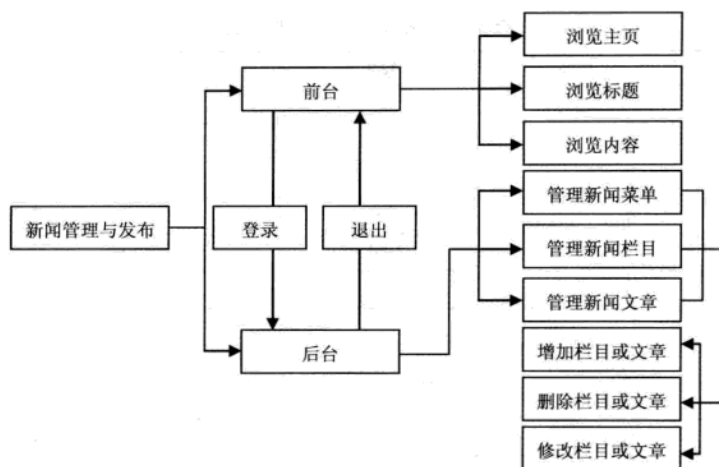 浏览主页
前台
浏览标题
浏览内容
管理新闻菜单
新闻管理与发布
登录
退出
管理新闻栏目
管理新闻文章
后台
增加栏目或文章
删除栏目或文章
修改栏目或文章